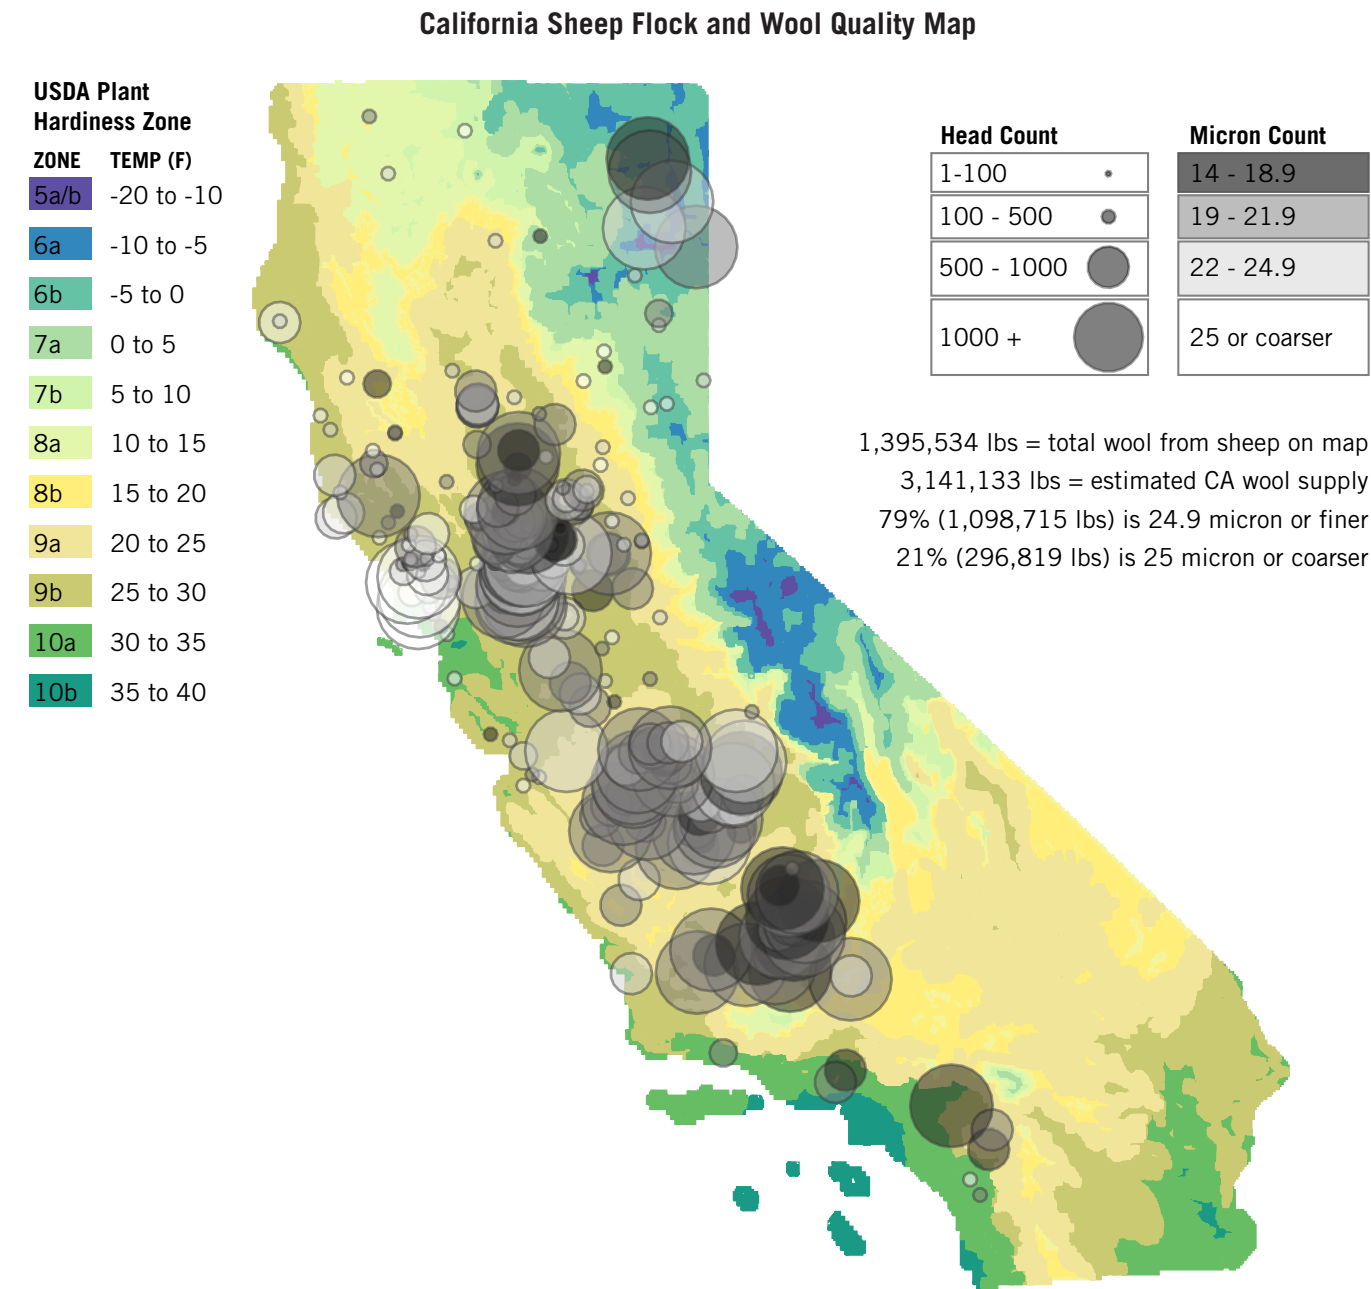 California Sheep Flock and Wool Quality Map
USDA Plant
Hardiness Zone
ZONE TEMP (F)
5a/b -20 to -10
6a -10 to -5
6b -5 to 0
7a 0 to 5
7b 5 to 10
8a 10 to 15
8b 15 to 20
9a 20 to 25
9b 25 to 30
10a 30 to 35
10b 35 to 40
Head Count
1-100
100 - 500
500 - 1000
1000 +
Micron Count
14 - 18.9
19 - 21.9
22 - 24.9
25 or coarser
1,395,534 lbs = total wool from sheep on map
3,141,133 lbs = estimated CA wool supply
79% (1,098,715 lbs) is 24.9 micron or finer
21% (296,819 lbs) is 25 micron or coarser